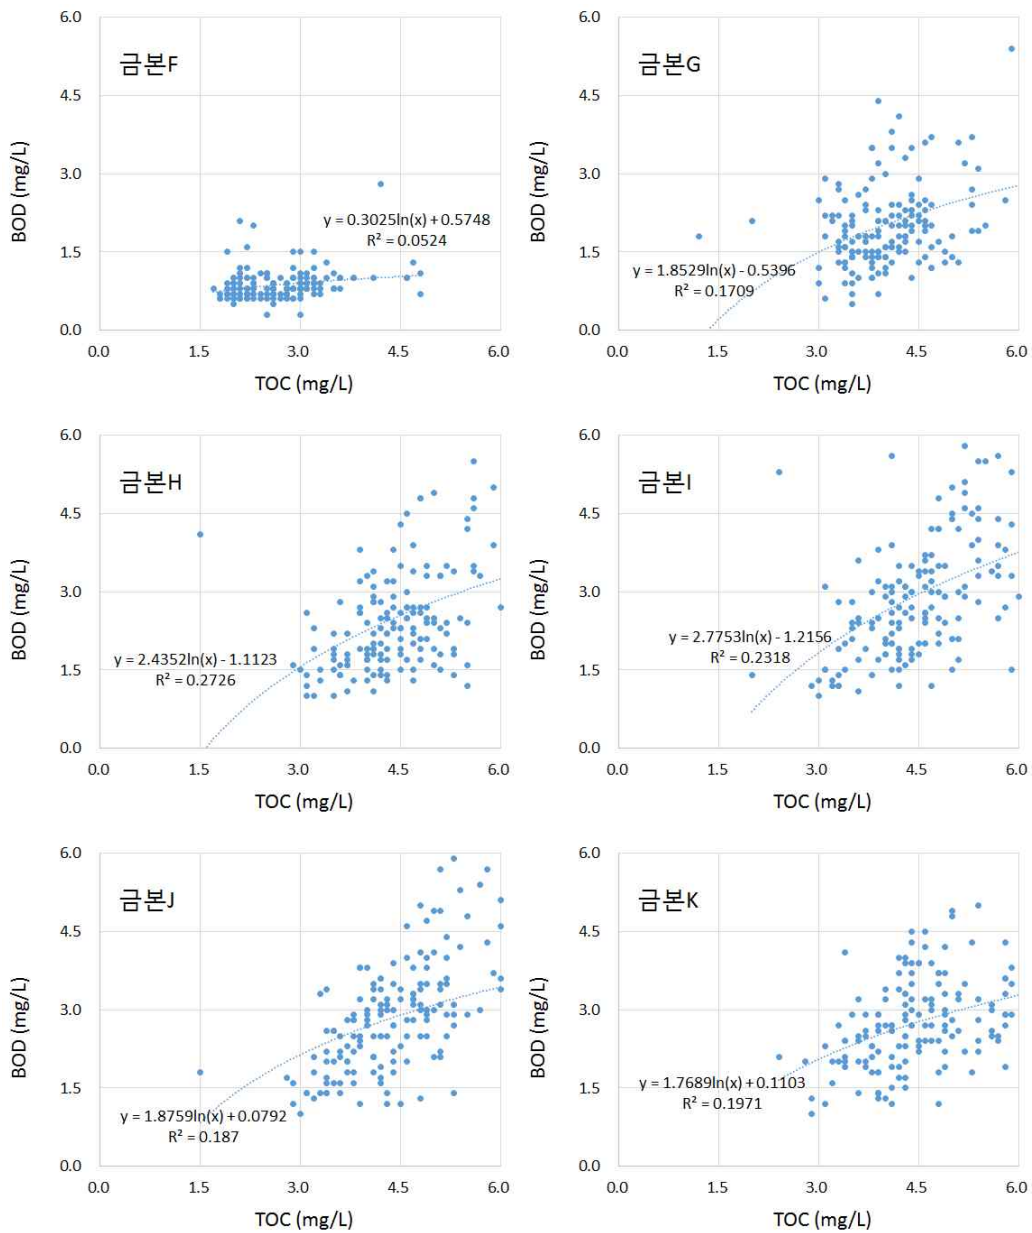 6.0
금본F
4.5
BOD (mg/L)
3.0
y = 0.3025ln(x) + 0.5748
R² = 0.0524
1.5
0.0
0.0 1.5 3.0 4.5 6.0
TOC (mg/L)
6.0
금본G
4.5
BOD (mg/L)
3.0
1.5
y = 1.8529ln(x) - 0.5396
R² = 0.1709
0.0
0.0 1.5 3.0 4.5 6.0
TOC (mg/L)
6.0
금본H
4.5
BOD (mg/L)
3.0
y = 2.4352ln(x) - 1.1123
R² = 0.2726
1.5
0.0
0.0 1.5 3.0 4.5 6.0
TOC (mg/L)
6.0
금본I
4.5
BOD (mg/L)
3.0
y = 2.7753ln(x) - 1.2156
R² = 0.2318
1.5
0.0
0.0 1.5 3.0 4.5 6.0
TOC (mg/L)
6.0
금본J
4.5
BOD (mg/L)
3.0
1.5
y = 1.8759ln(x) + 0.0792
R² = 0.187
0.0
0.0 1.5 3.0 4.5 6.0
TOC (mg/L)
6.0
금본K
4.5
BOD (mg/L)
3.0
1.5
y = 1.7689ln(x) + 0.1103
R² = 0.1971
0.0
0.0 1.5 3.0 4.5 6.0
TOC (mg/L)